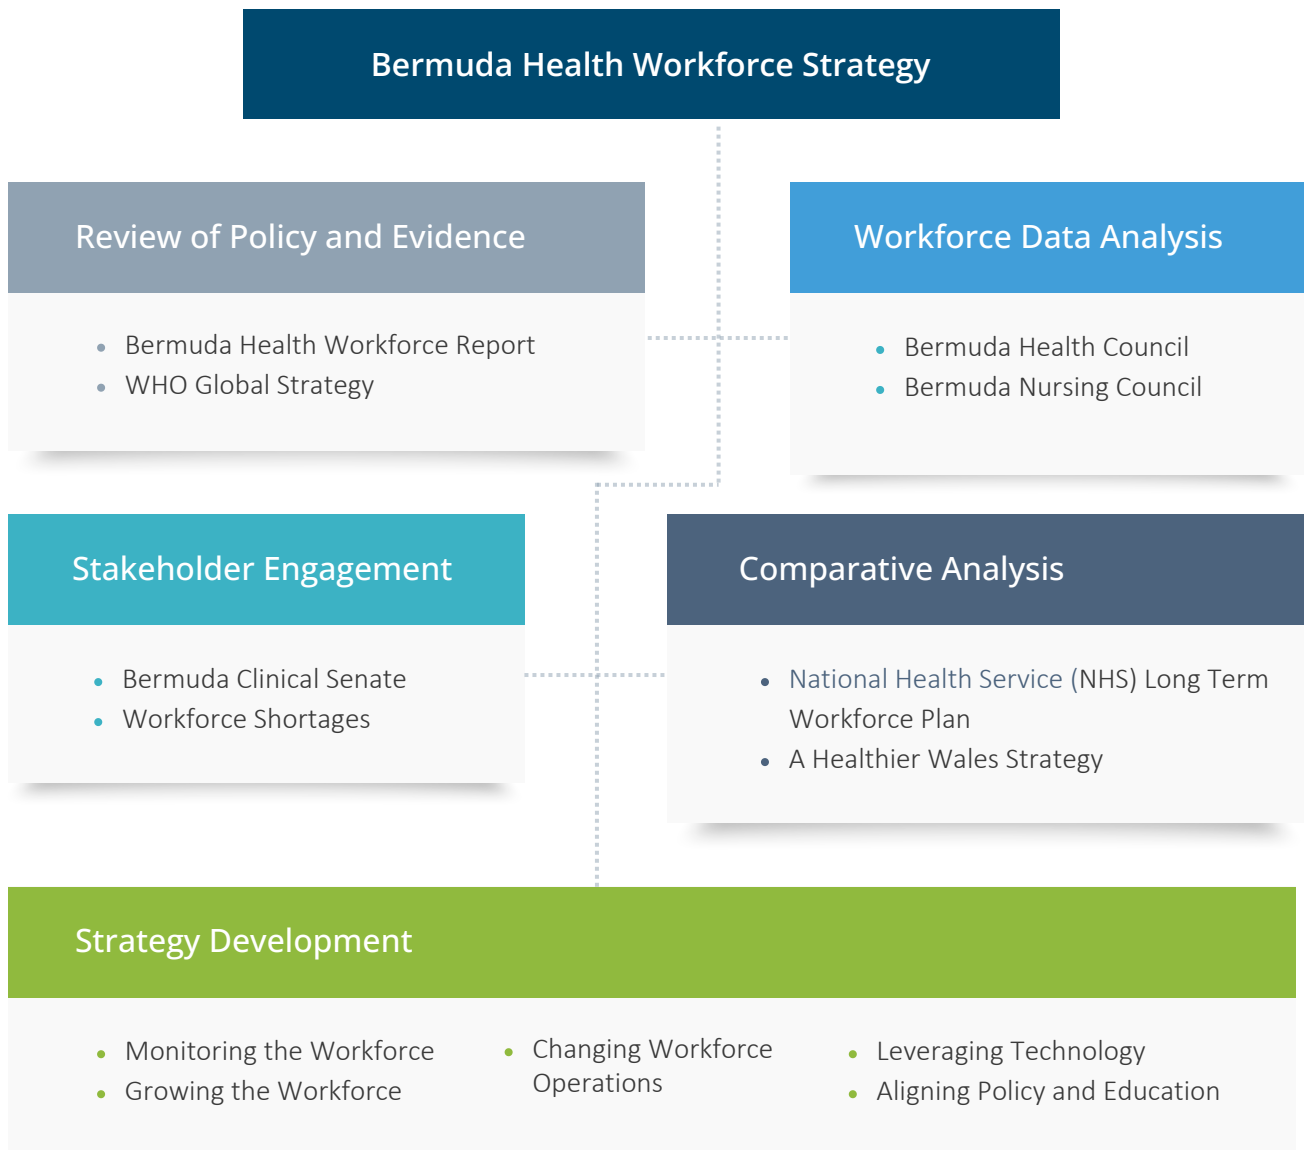 Bermuda Health Workforce Strategy
Review of Policy and Evidence
• Bermuda Health Workforce Report
• WHO Global Strategy
Workforce Data Analysis
• Bermuda Health Council
• Bermuda Nursing Council
Stakeholder Engagement
• Bermuda Clinical Senate
• Workforce Shortages
Comparative Analysis
• National Health Service (NHS) Long Term
Workforce Plan
• A Healthier Wales Strategy
Strategy Development
• Monitoring the Workforce
• Growing the Workforce
• Changing Workforce
Operations
• Leveraging Technology
• Aligning Policy and Education